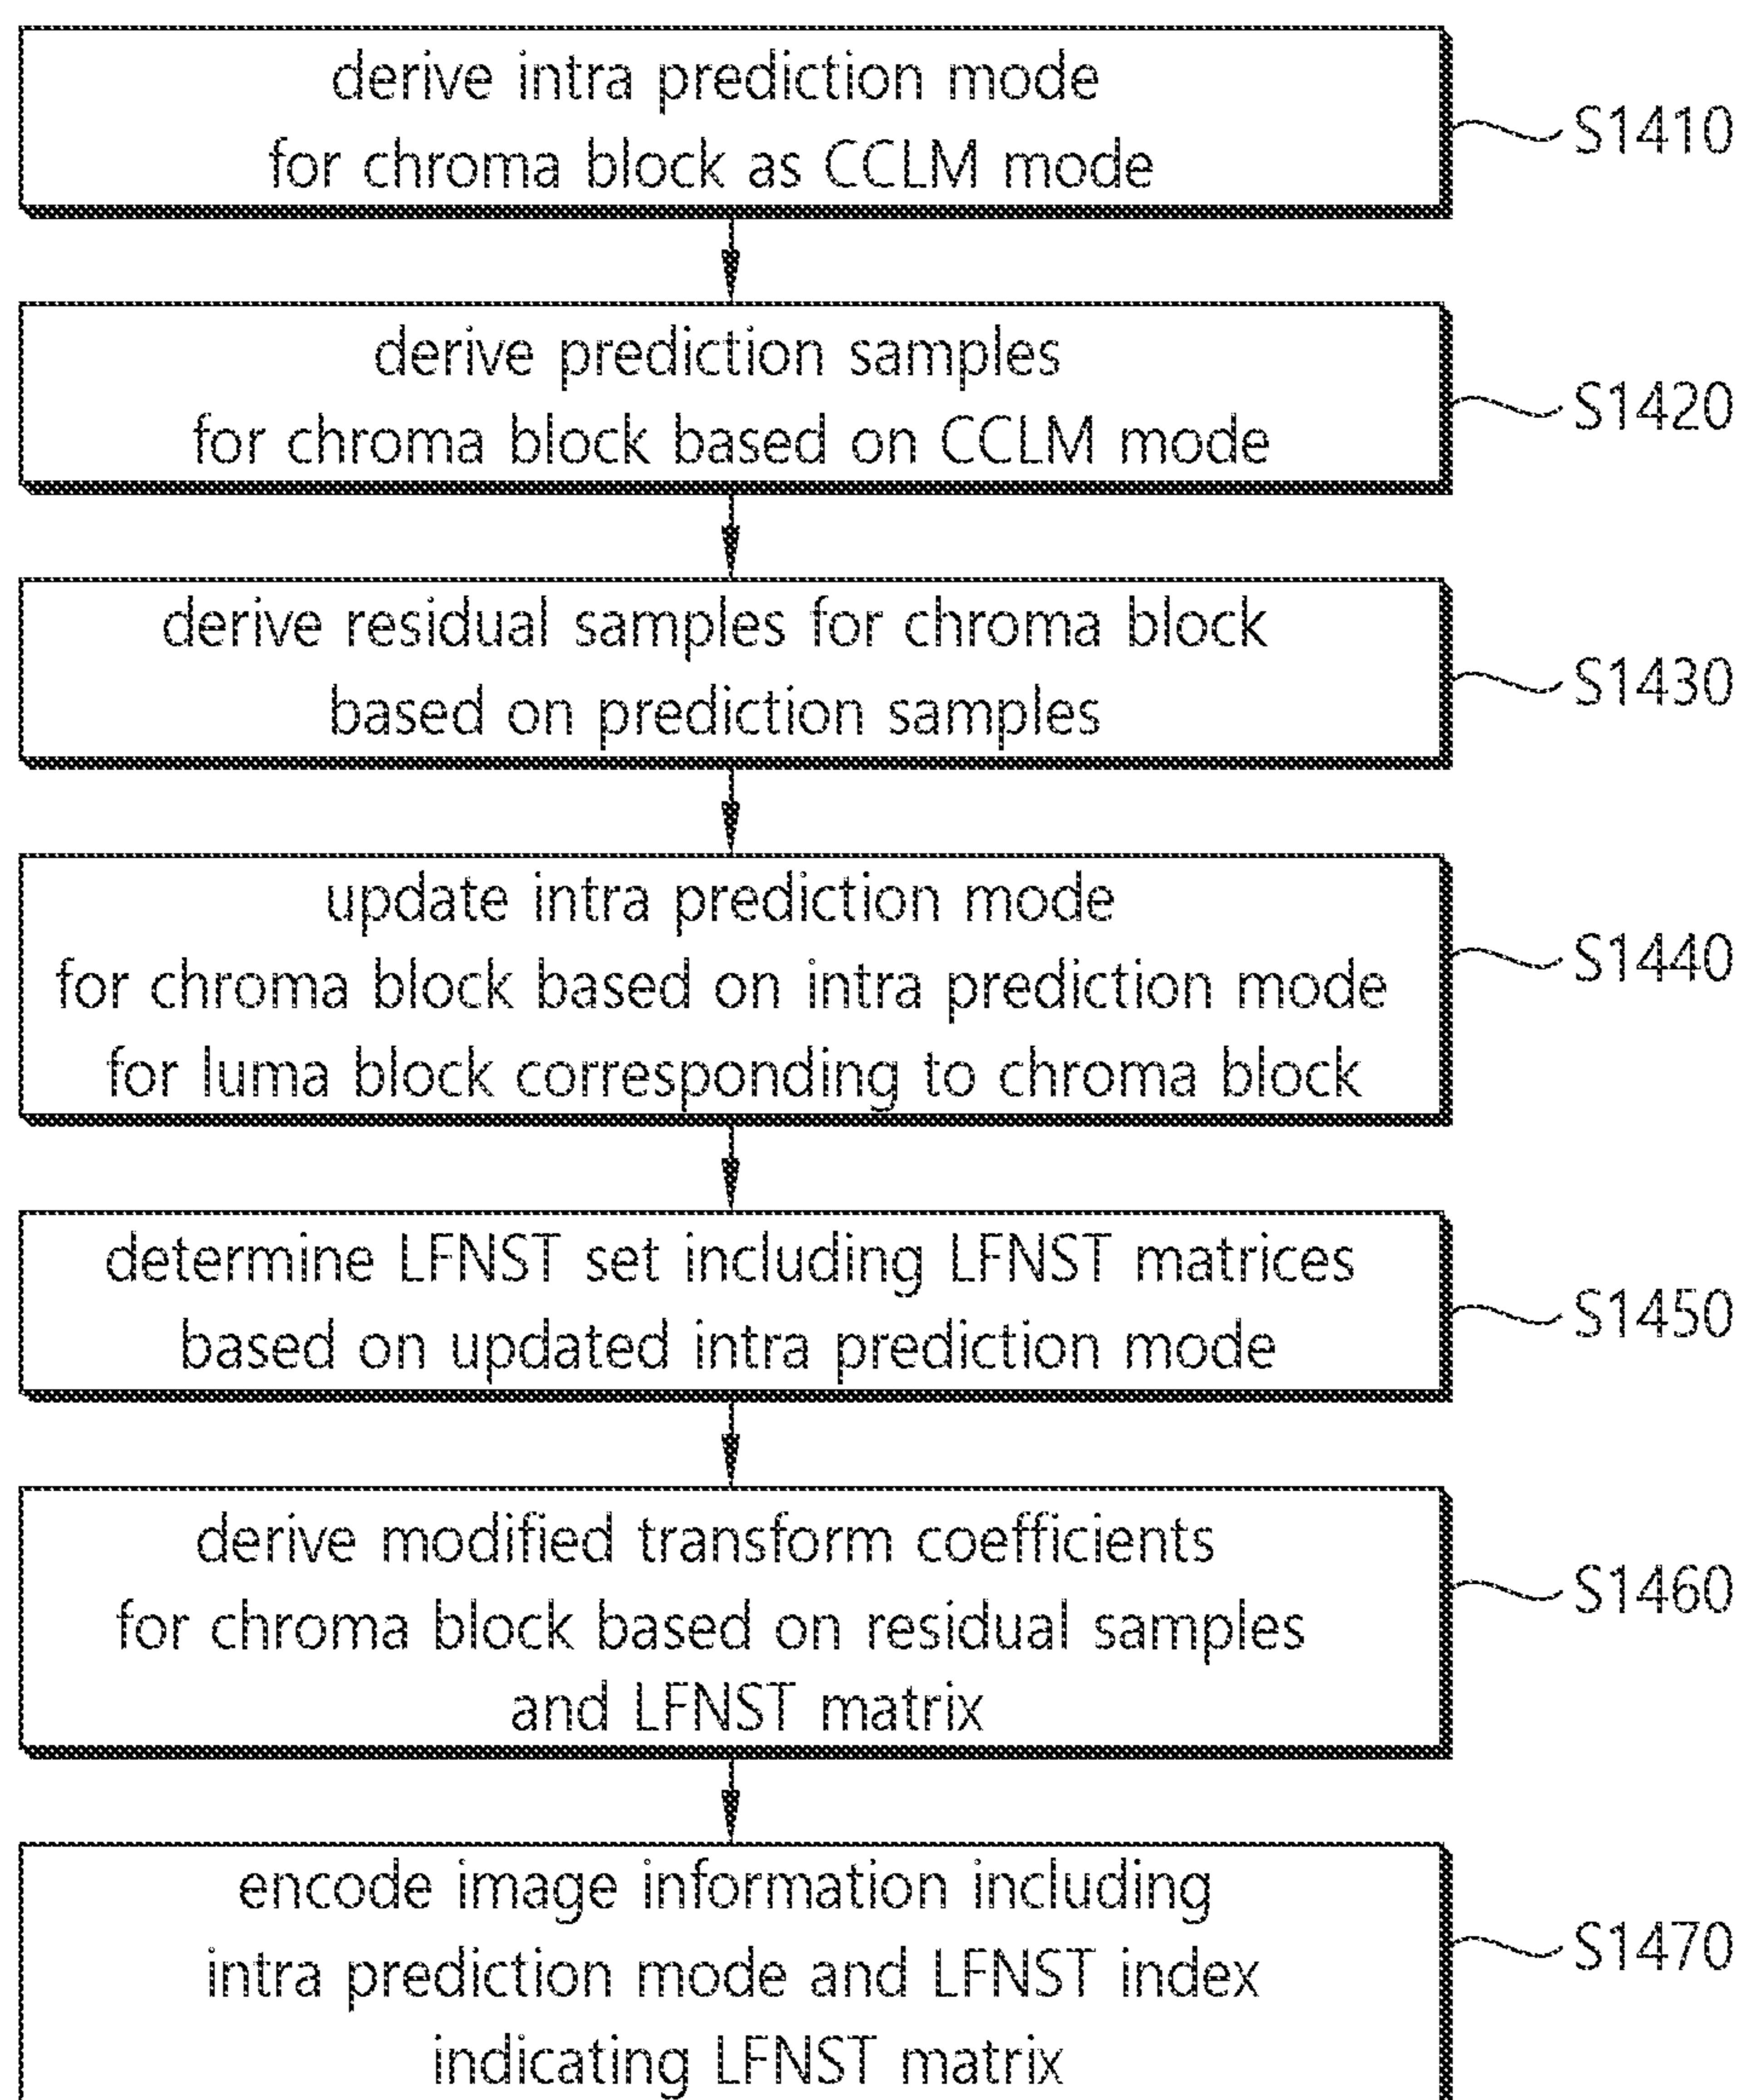 derive intra prediction mode
for chroma block as CCLM mode
S1410
derive prediction samples
for chroma block based on CCLM mode
S1420
derive residual samples for chroma block
based on prediction samples
S1430
update intra prediction mode
for chroma block based on intra prediction mode
for luma block corresponding to chroma block
S1440
determine LFNST set including LFNST matrices
based on updated intra prediction mode
S1450
derive modified transform coefficients
for chroma block based on residual samples
and LFNST matrix
S1460
encode image information including
intra prediction mode and LFNST index
indicating LFNST matrix
S1470